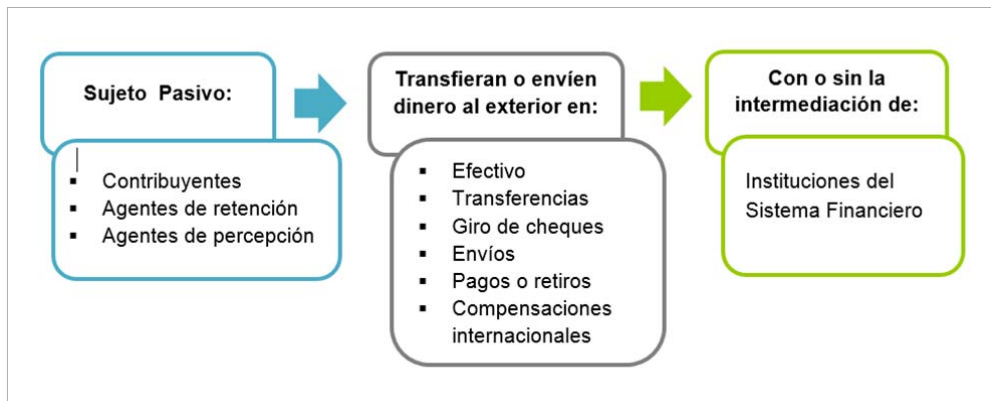 Sujeto Pasivo:
▪ Contribuyentes
▪ Agentes de retención
▪ Agentes de percepción
Transfieran o envíen
dinero al exterior en:
▪ Efectivo
▪ Transferencias
▪ Giro de cheques
▪ Envíos
▪ Pagos o retiros
▪ Compensaciones
internacionales
Con o sin la
intermediación de:
Instituciones del
Sistema Financiero